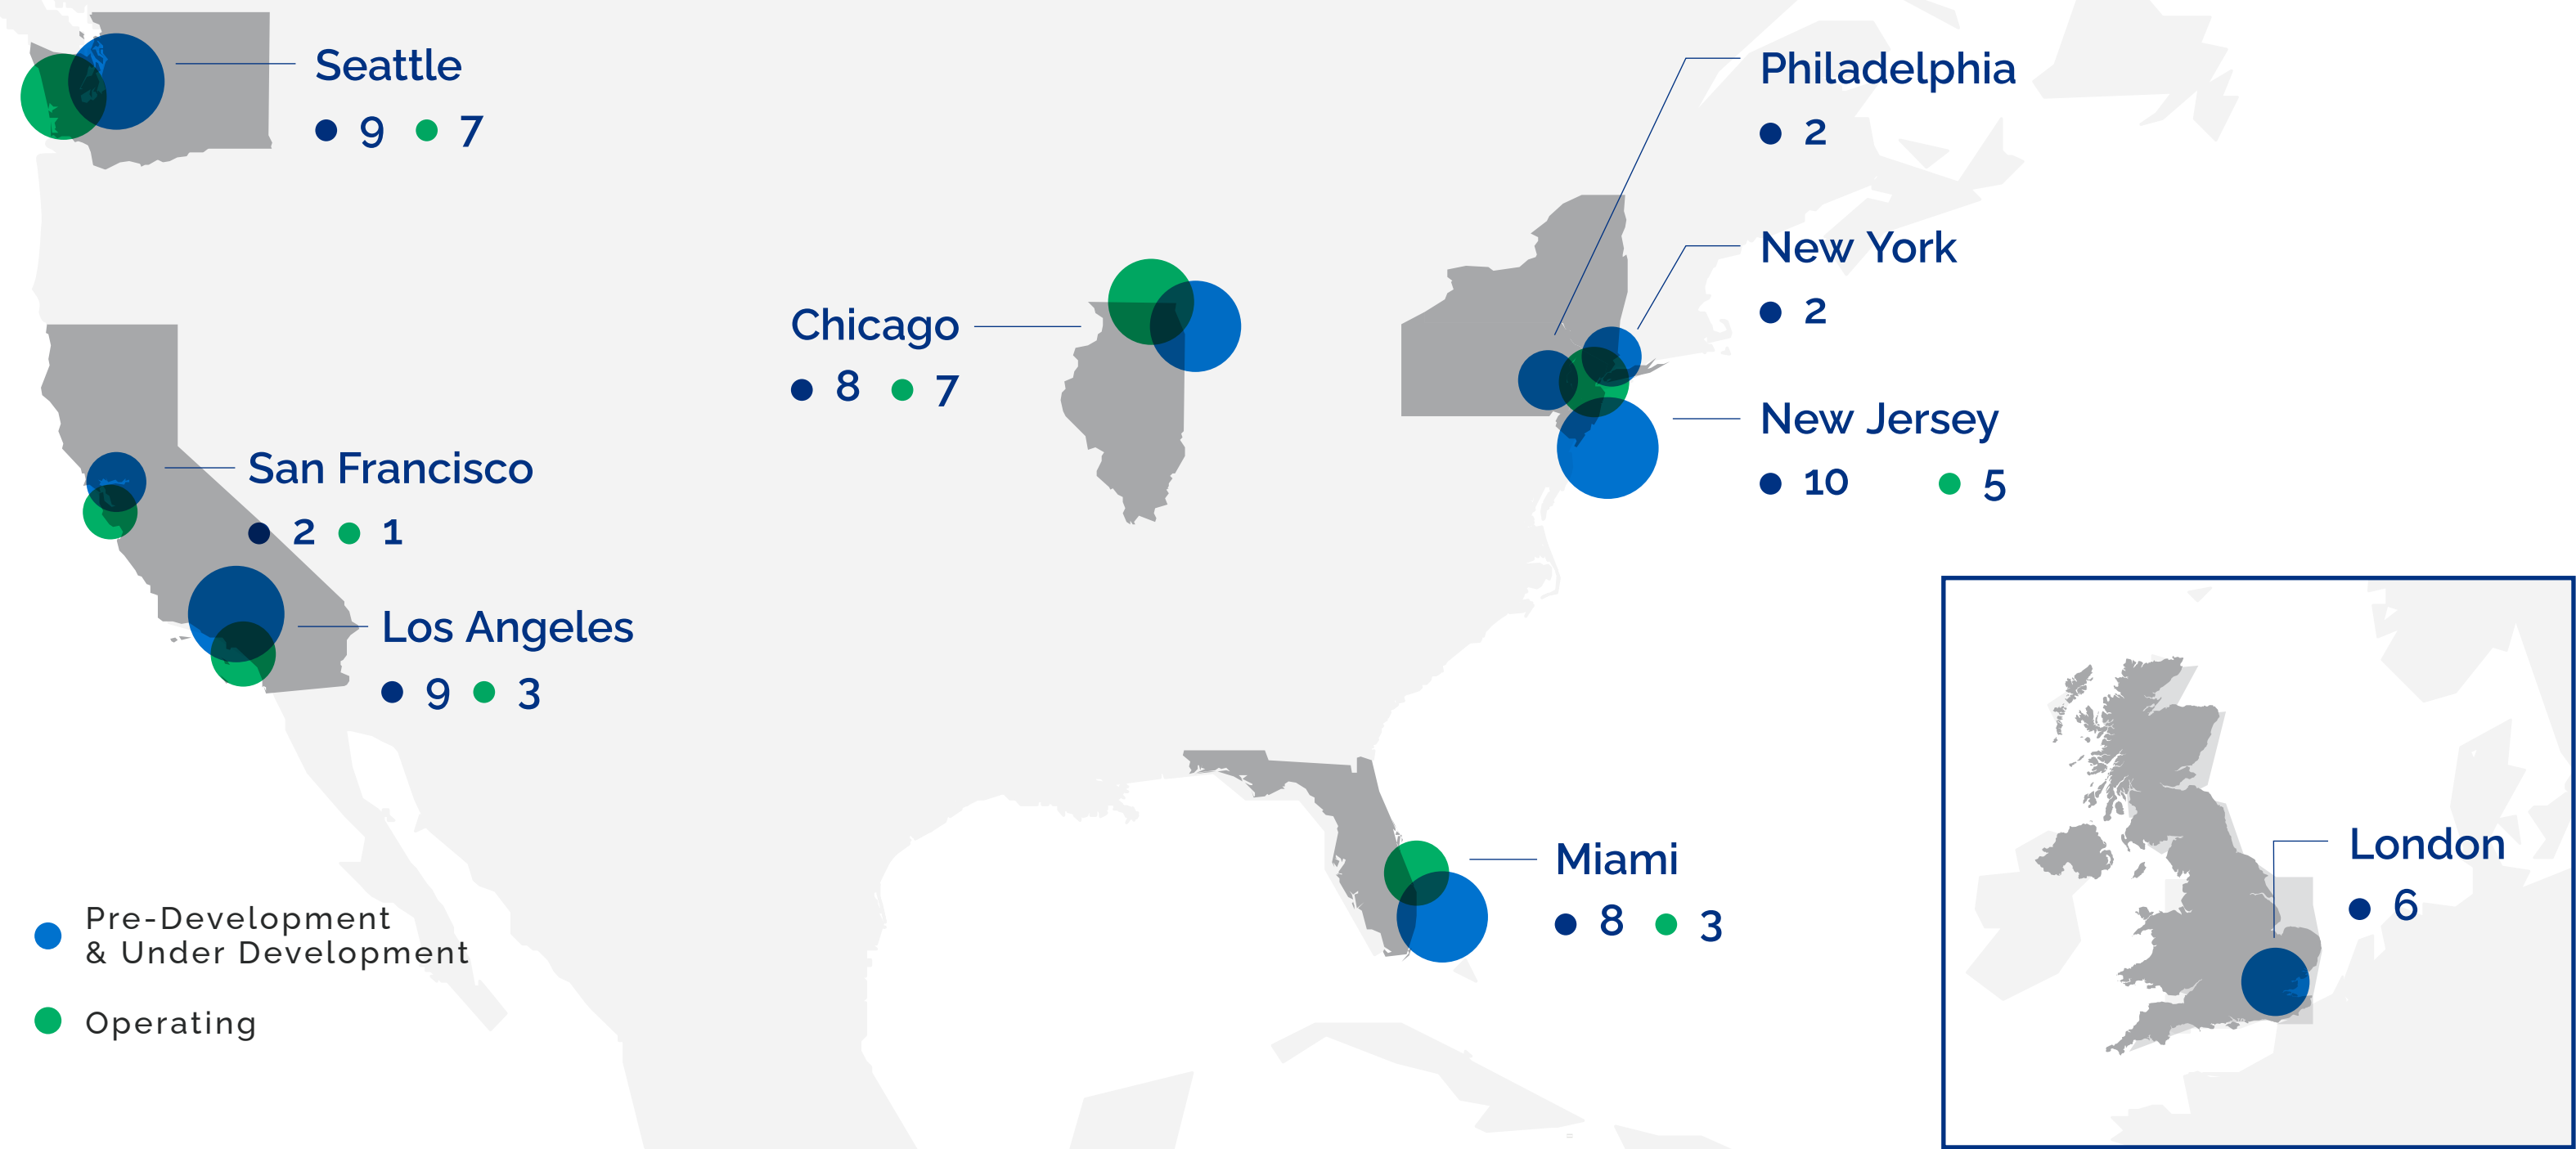 Seattle
9 7
Philadelphia
2
New York
2
Chicago
8 7
New Jersey
10 5
San Francisco
2 1
Los Angeles
9 3
Miami
8 3
London
6
Pre-Development
& Under Development
Operating